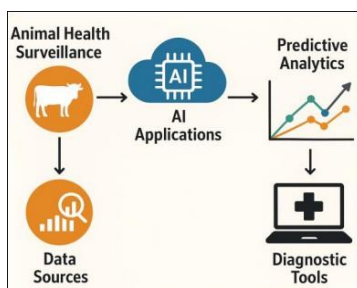 Animal Health
Surveillance
AI
AI
Applications
Predictive
Analytics
Data
Sources
Diagnostic
Tools